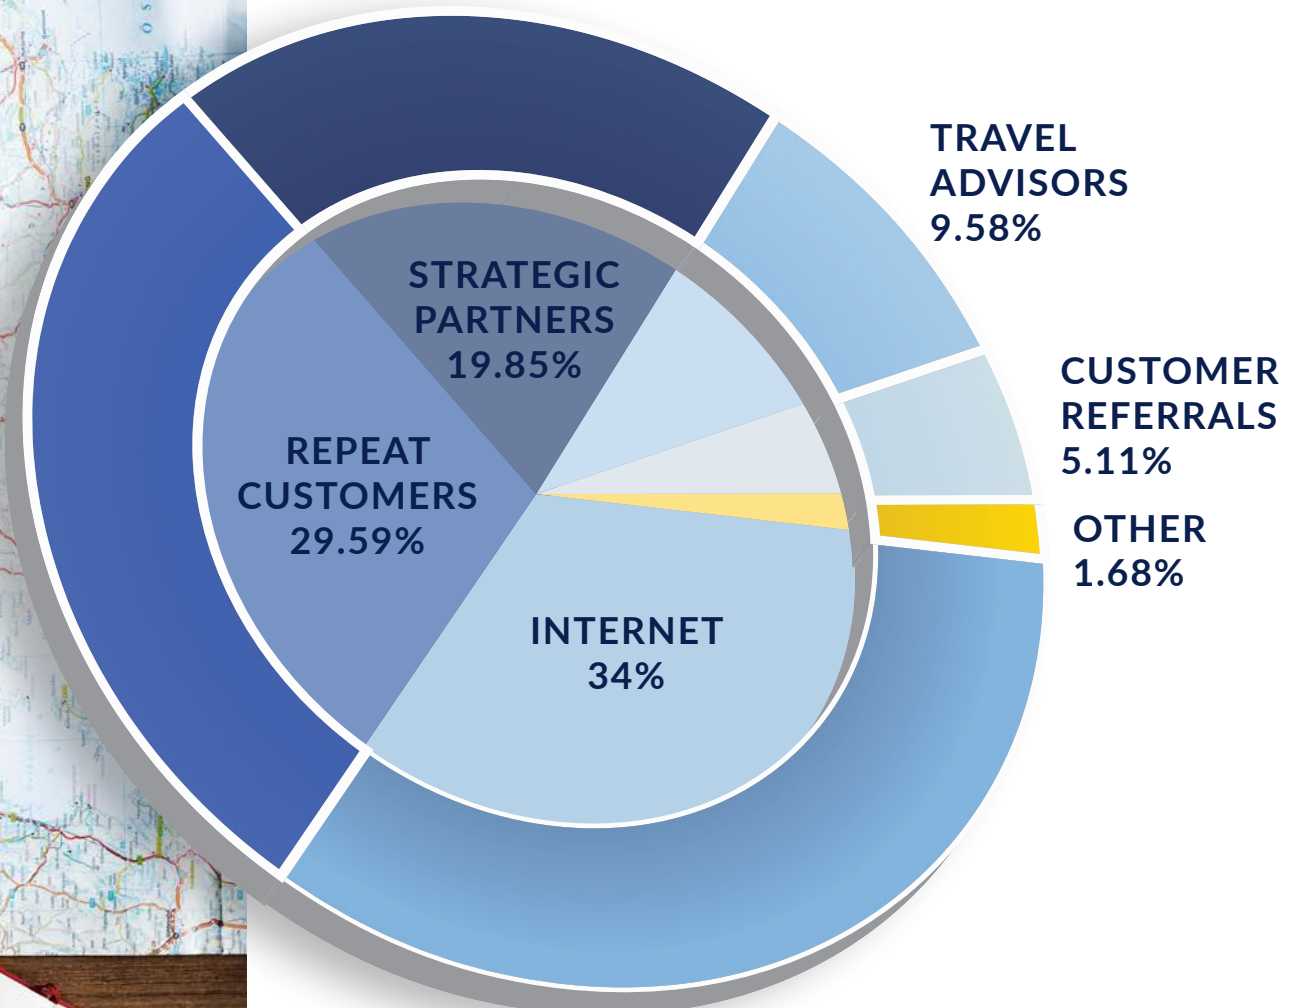 TRAVEL
ADVISORS
9.58%
STRATEGIC
PARTNERS
19.85%
CUSTOMER
REFERRALS
5.11%
REPEAT
CUSTOMERS
29.59%
OTHER
1.68%
INTERNET
34%